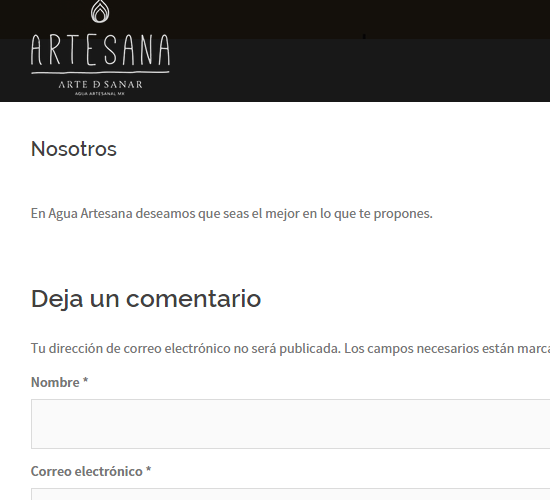 ARTESANA
ARTE D SANAR
AGUA ARTESANAL MX
Nosotros
En Agua Artesana deseamos que seas el mejor en lo que te propones.
Deja un comentario
Tu dirección de correo electrónico no será publicada. Los campos necesarios están marca
Nombre *
Correo electrónico *